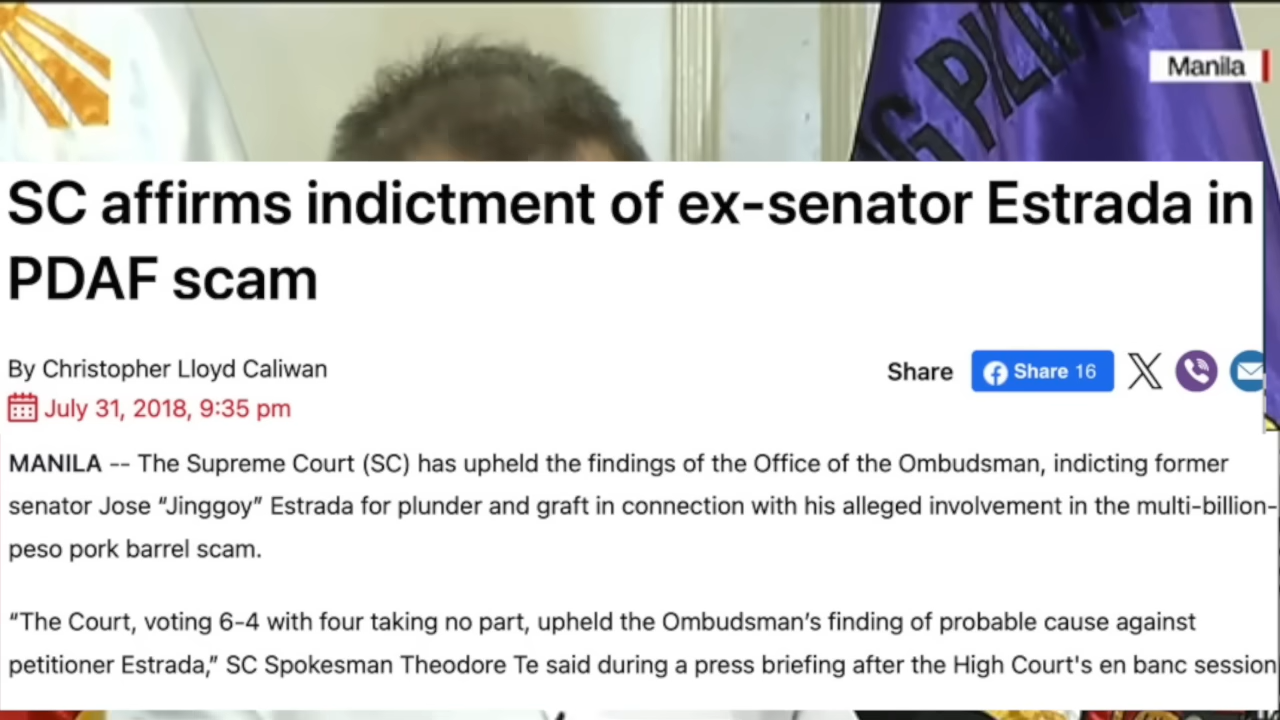 G PILIPI
Manila
SC affirms indictment of ex-senator Estrada in
PDAF scam
By Christopher Lloyd Caliwan
Share
Share 16
July 31, 2018, 9:35 pm
MANILA -- The Supreme Court (SC) has upheld the findings of the Office of the Ombudsman, indicting former
senator Jose “Jinggoy” Estrada for plunder and graft in connection with his alleged involvement in the multi-billion-
peso pork barrel scam.
“The Court, voting 6-4 with four taking no part, upheld the Ombudsman’s finding of probable cause against
petitioner Estrada,” SC Spokesman Theodore Te said during a press briefing after the High Court's en banc session